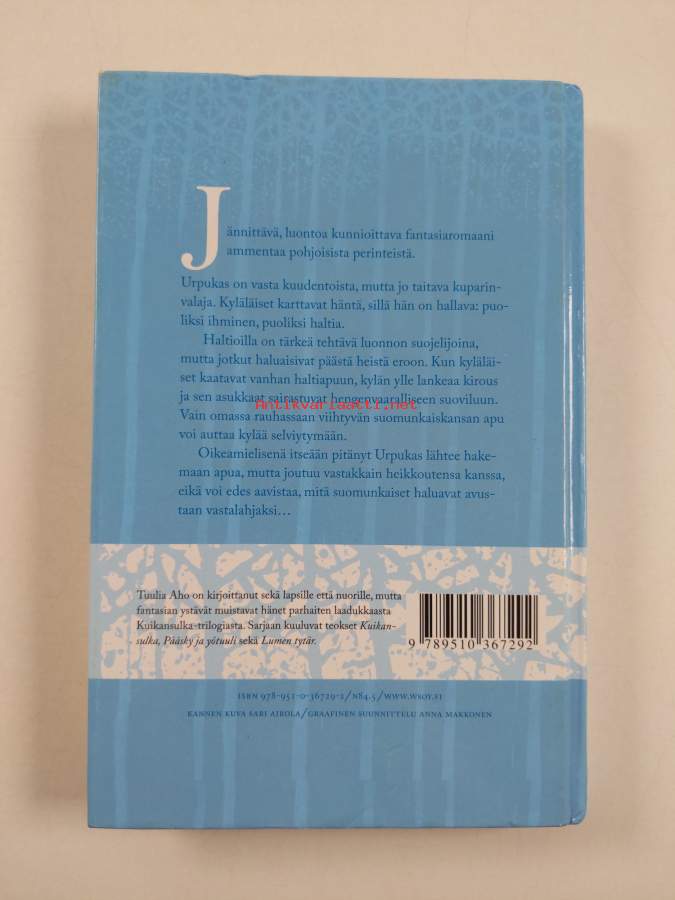 Jännittävä, luontoa kunnioittava fantasiaromaani
ammentaa pohjoisista perinteistä.
Urpukas on vasta kuudentoista, mutta jo taitava kuparin-
valaja. Kyläläiset karttavat häntä, sillä hän on hallava: puo-
liksi ihminen, puoliksi haltia.
Haltioilla on tärkeä tehtävä luonnon suojelijoina,
mutta jotkut haluaisivat päästä heistä eroon. Kun kyläläi-
set kaatavat vanhan haltiapuun, kylän ylle lankeaa kirous
ja sen asukkaat sairastuvat hengenvaaralliseen suoviluun.
Antikvariaatti.net
Vain omassa rauhassaan viihtyvän suomunkaiskansan apu
voi auttaa kylää selviytymään.
Oikeamielisenä itseään pitänyt Urpukas lähtee hake-
maan apua, mutta joutuu vastakkain heikkoutensa kanssa,
eikä voi edes aavistaa, mitä suomunkaiset haluavat avus-
taan vastalahjaksi…
Tuulia Aho on kirjoittanut sekä lapsille että nuorille, mutta
fantasian ystävät muistavat hänet parhaiten laadukkaasta
Kuikansulka-trilogiasta. Sarjaan kuuluvat teokset Kuikan-
sulka, Pääsky ja yötuuli sekä Lumen tytär.
9 789510 367292
ISBN 978-951-0-36729-2/N84.5/WWW.WSOY.FI
KANNEN KUVA SARI AIROLA/GRAAFINEN SUUNNITTELU ANNA MAKKONEN